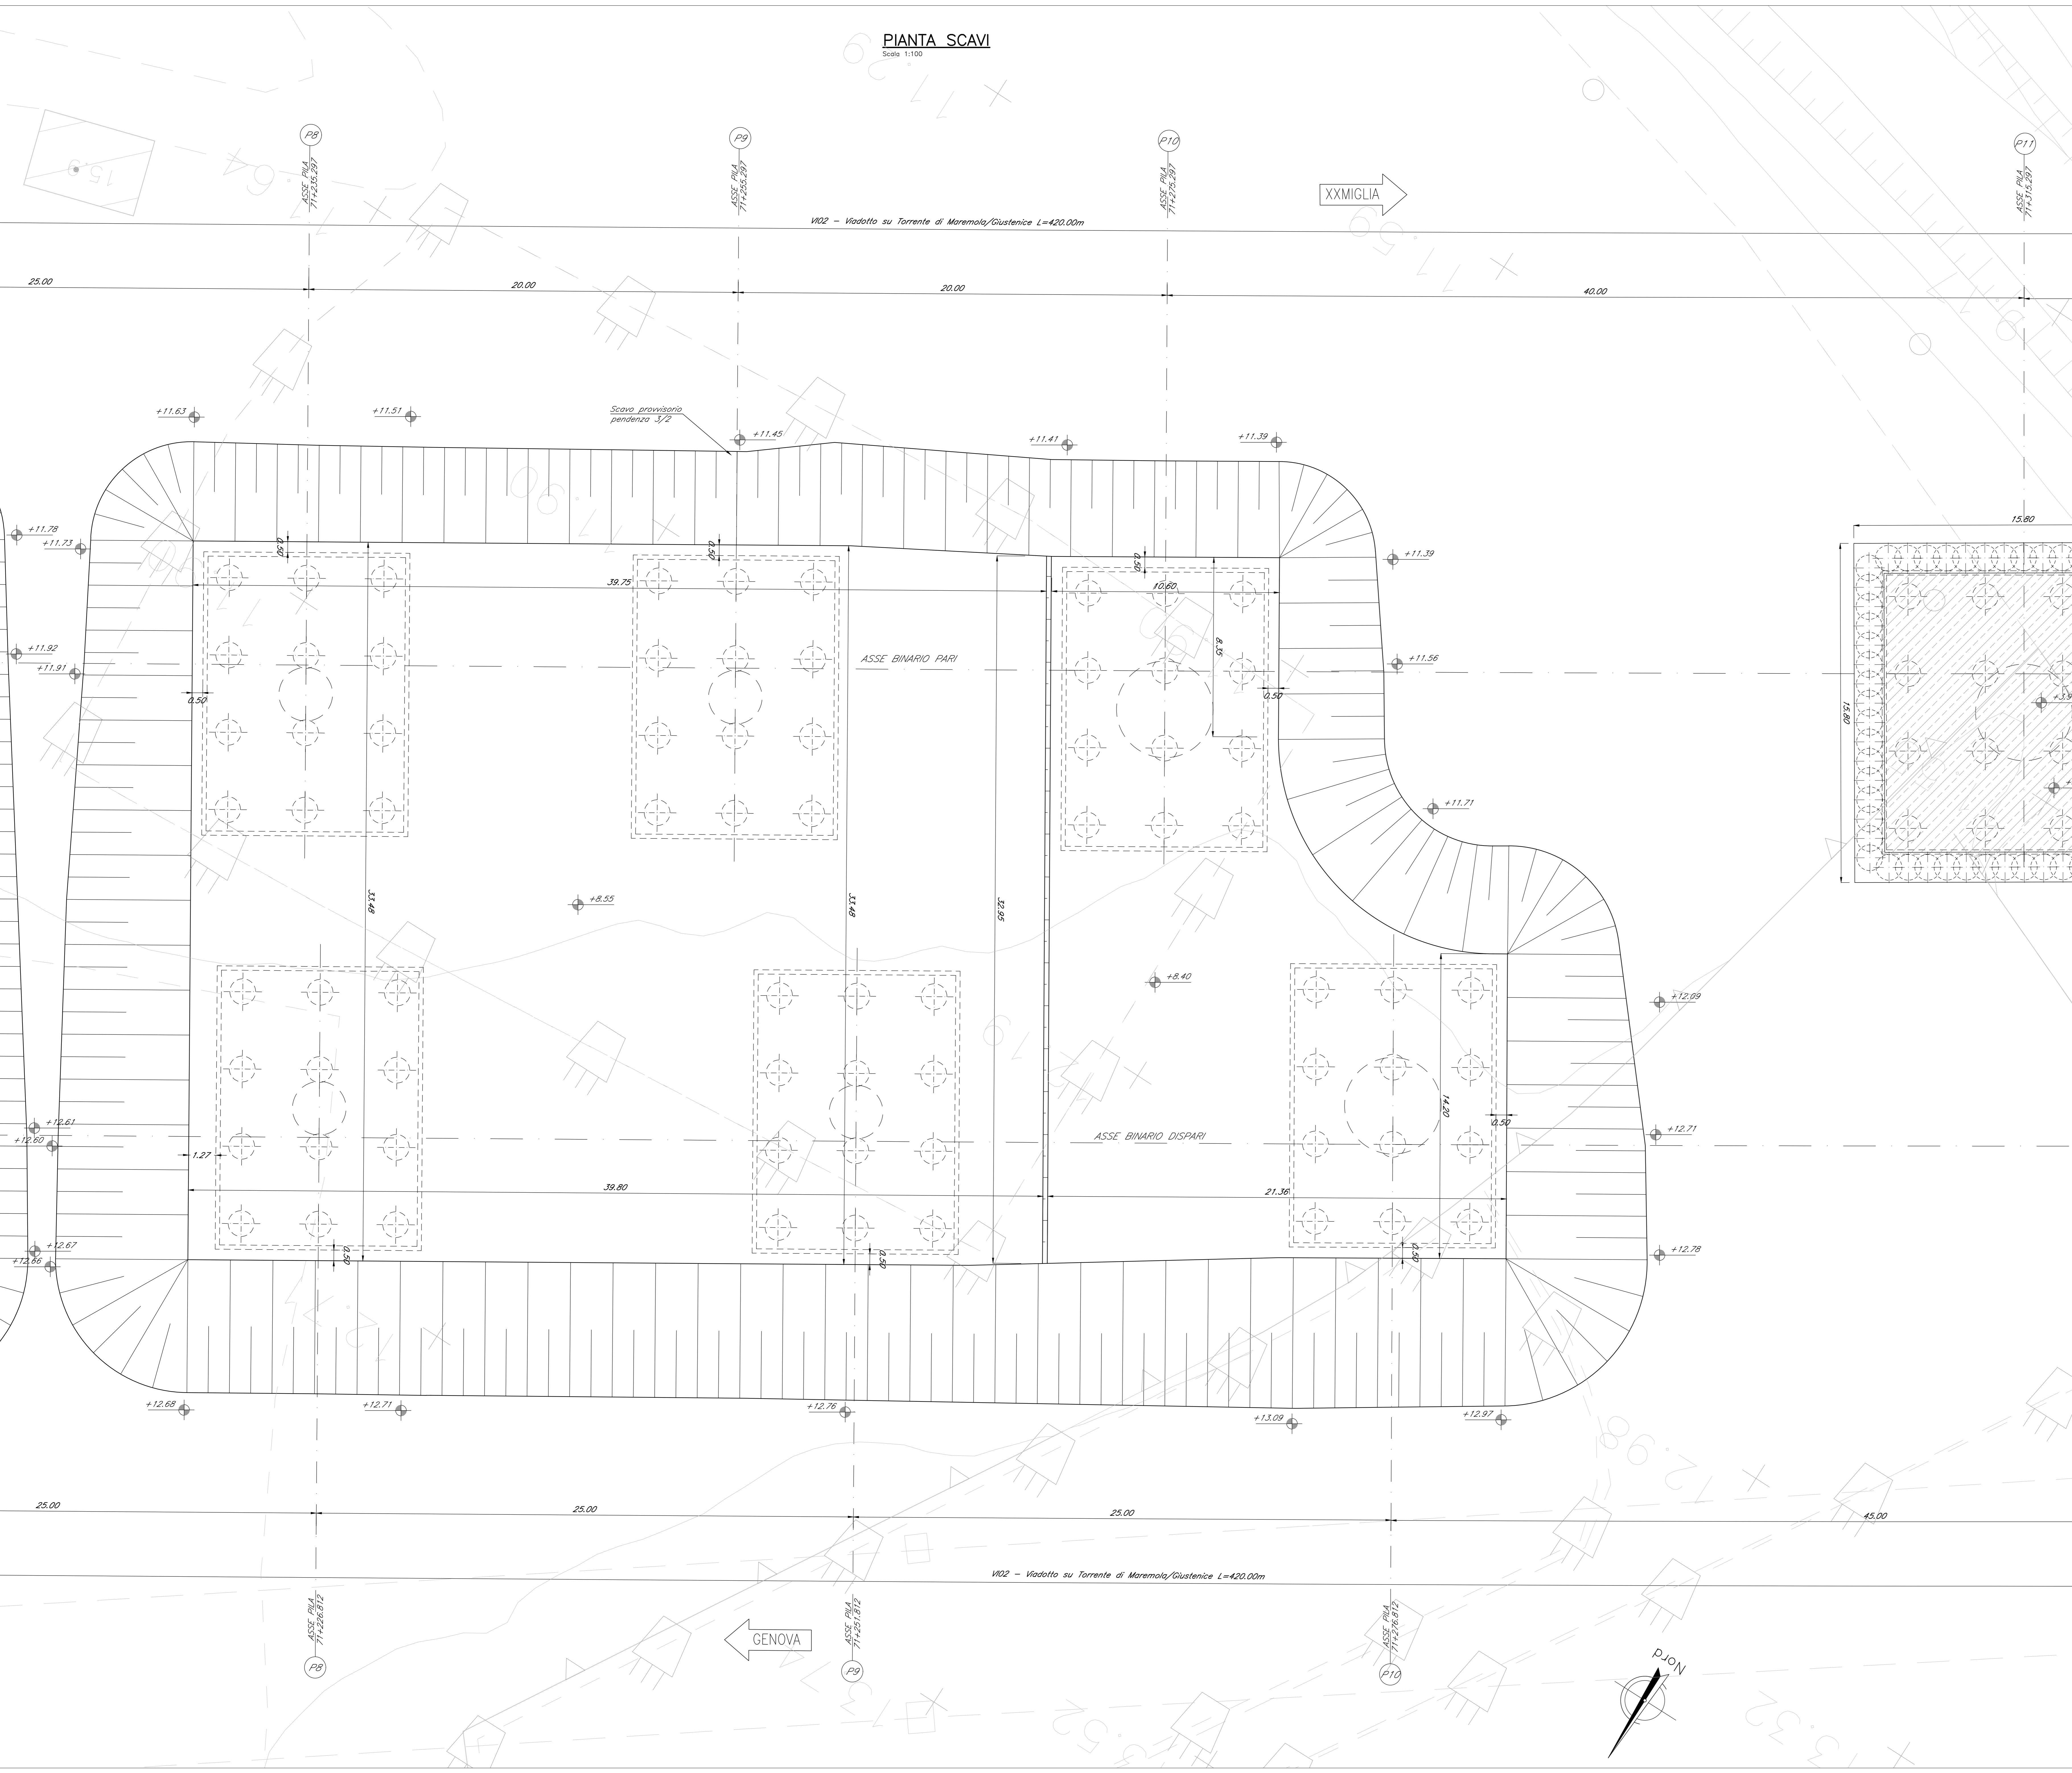 PIANTA SCAVI
Scala 1:100
P8
P9
P10
P11
ASSE PILA
71+235.297
ASSE PILA
71+255.297
ASSE PILA
71+275.297
ASSE PILA
71+315.297
XXMIGLIA
VI02 - Viadotto su Torrente di Maremola/Giustenice L=420.00m
25.00
20.00
20.00
40.00
+11.63
+11.51
Scavo provvisorio
pendenza 3/2
+11.45
+11.41
+11.39
+11.78
+11.73
+11.39
15.80
0.50
0.50
0.50
39.75
10.60
8.35
+11.92
+11.91
ASSE BINARIO PARI
+11.56
0.50
0.50
15.80
+11.71
33.48
33.48
32.95
+8.55
+8.40
+12.09
+12.61
+12.60
14.20
0.50
ASSE BINARIO DISPARI
+12.71
1.27
39.80
21.36
+12.67
+12.66
0.50
0.50
0.50
+12.78
+12.68
+12.71
+12.76
+13.09
+12.97
25.00
25.00
25.00
45.00
VI02 - Viadotto su Torrente di Maremola/Giustenice L=420.00m
ASSE PILA
71+226.812
ASSE PILA
71+251.812
ASSE PILA
71+276.812
GENOVA
P8
P9
P10
Nord